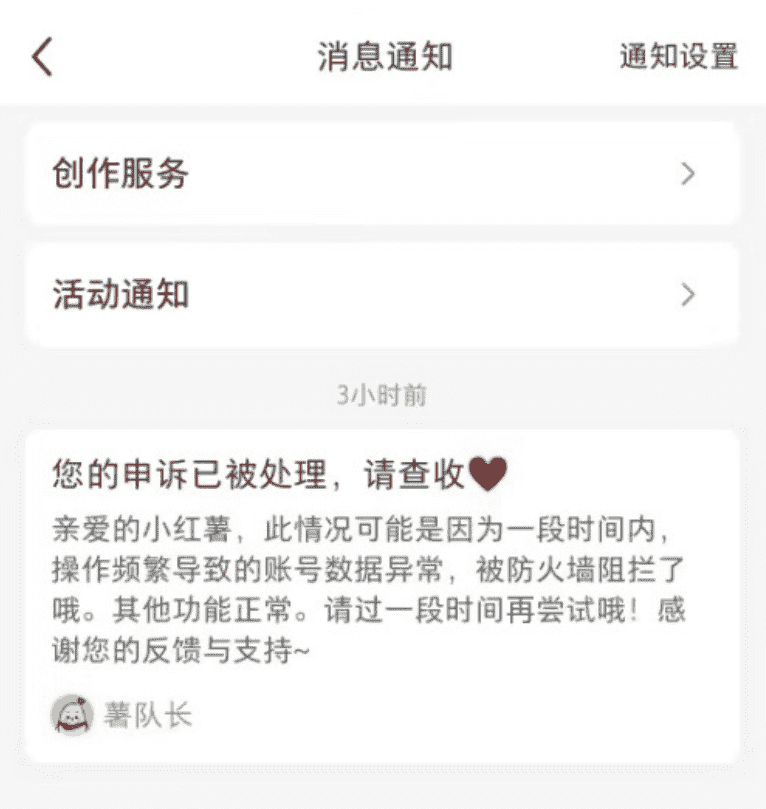 消息通知
通知设置
创作服务
活动通知
3小时前
您的申诉已被处理，请查收❤
亲爱的小红薯，此情况可能是因为一段时间内，
操作频繁导致的账号数据异常，被防火墙阻拦了
哦。其他功能正常。请过一段时间再尝试哦！感
谢您的反馈与支持~
薯队长